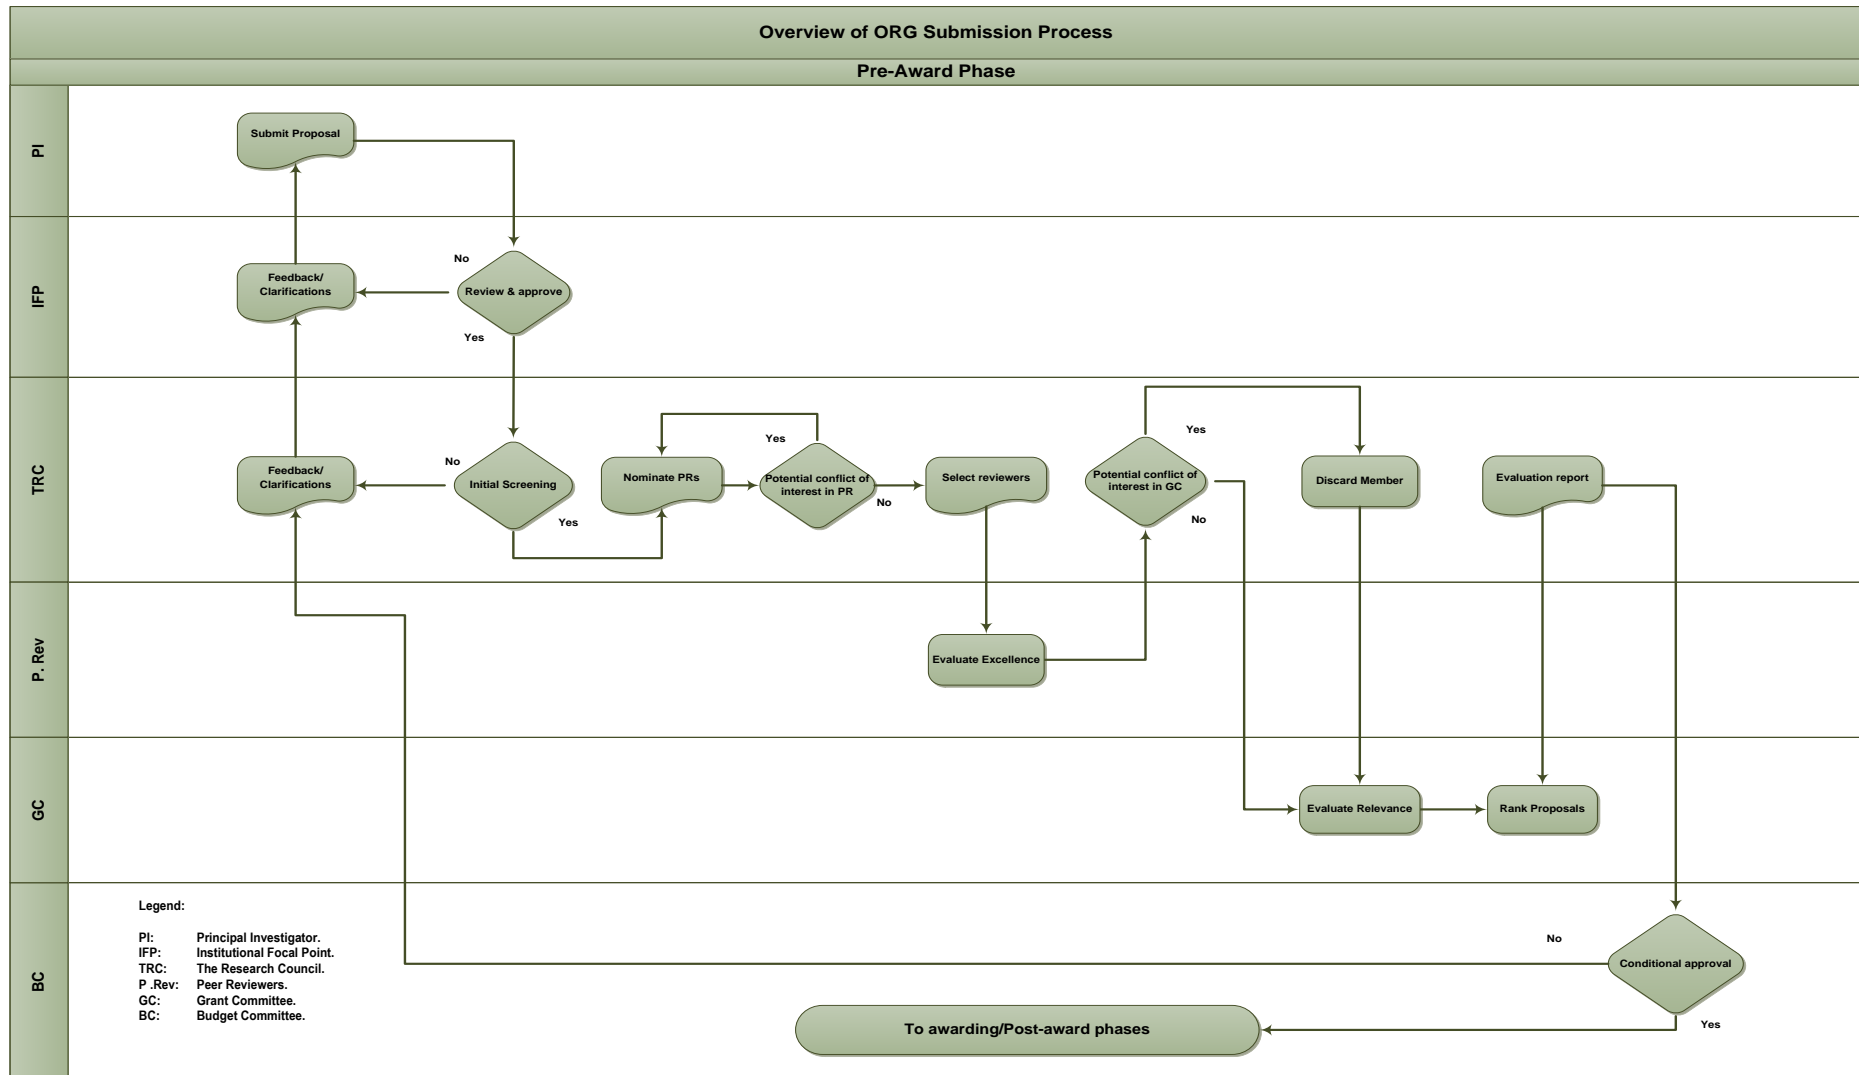 Overview of ORG Submission Process
Pre-Award Phase
PI
Submit Proposal
IFP
No
Feedback/
Clarifications
Review & approve
Yes
TRC
Feedback/
Clarifications
No
Initial Screening
Yes
Nominate PRs
Yes
Potential conflict of
interest in PR
No
Select reviewers
Yes
Potential conflict of
interest in GC
No
Discard Member
Evaluation report
P. Rev
Evaluate Excellence
GC
Evaluate Relevance
Rank Proposals
BC
Legend:
PI: Principal Investigator.
IFP: Institutional Focal Point.
TRC: The Research Council.
P .Rev: Peer Reviewers.
GC: Grant Committee.
BC: Budget Committee.
No
Conditional approval
Yes
To awarding/Post-award phases